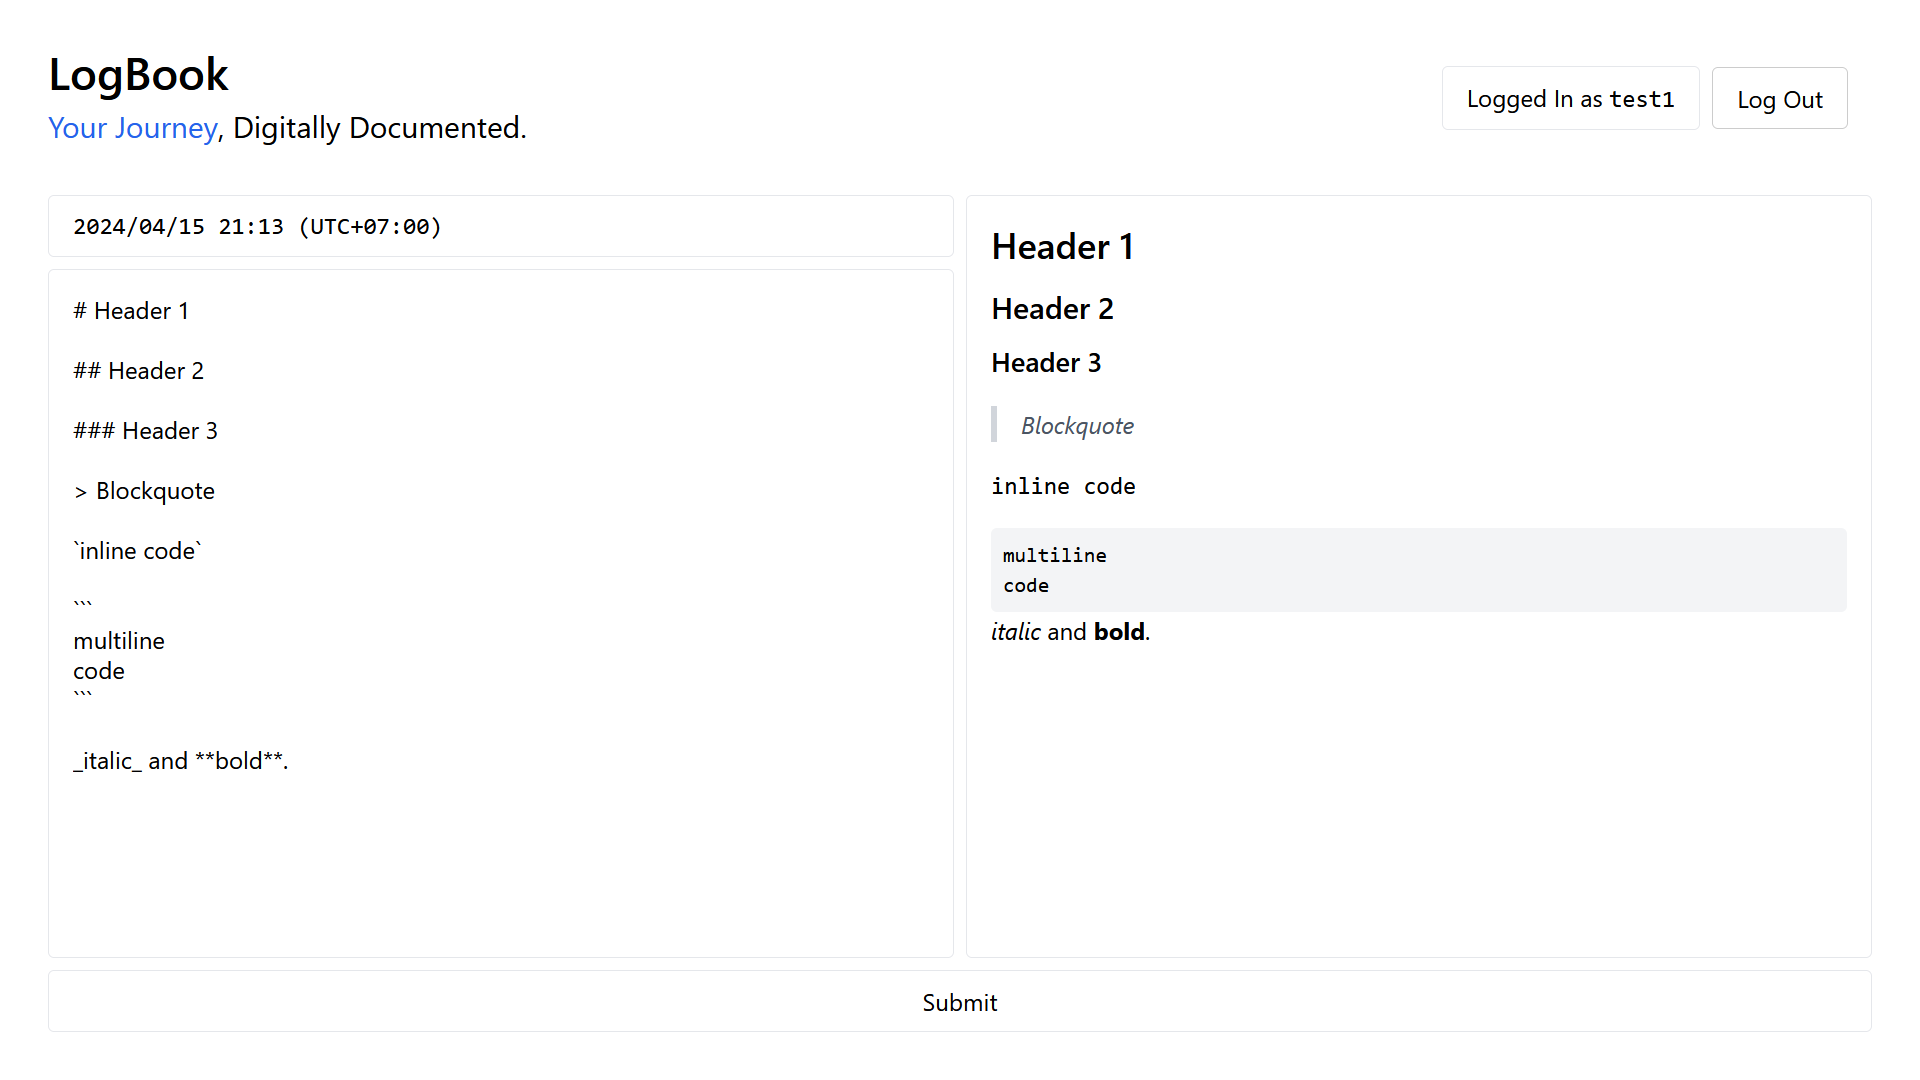 LogBook
Your Journey, Digitally Documented.
Logged In as test1
Log Out
2024/04/15 21:13 (UTC+07:00)
# Header 1
## Header 2
### Header 3
> Blockquote
`inline code`
```
multiline
code
```
_italic_ and **bold**.
Header 1
Header 2
Header 3
Blockquote
inline code
multiline
code
italic and bold.
Submit